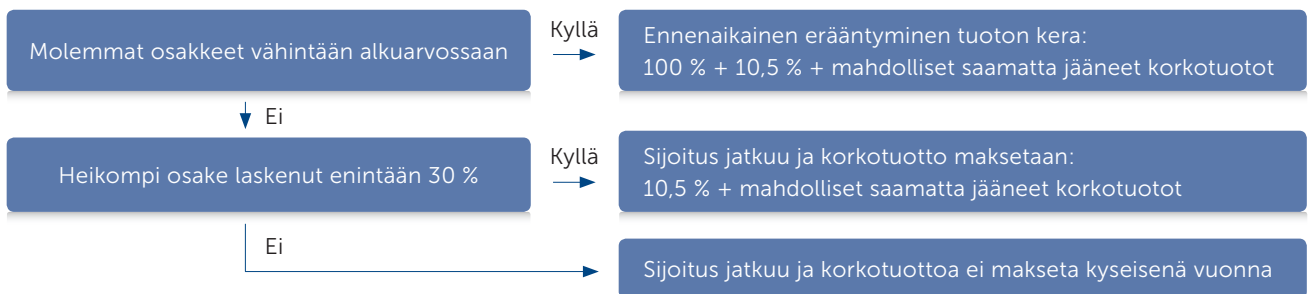 Molemmat osakkeet vähintään alkuarvossaan
Kyllä
Ennenaikainen erääntyminen tuoton kera:
100 % + 10,5 % + mahdolliset saamatta jääneet korkotuotot
Ei
Heikompi osake laskenut enintään 30 %
Kyllä
Sijoitus jatkuu ja korkotuotto maksetaan:
10,5 % + mahdolliset saamatta jääneet korkotuotot
Ei
Sijoitus jatkuu ja korkotuottoa ei makseta kyseisenä vuonna